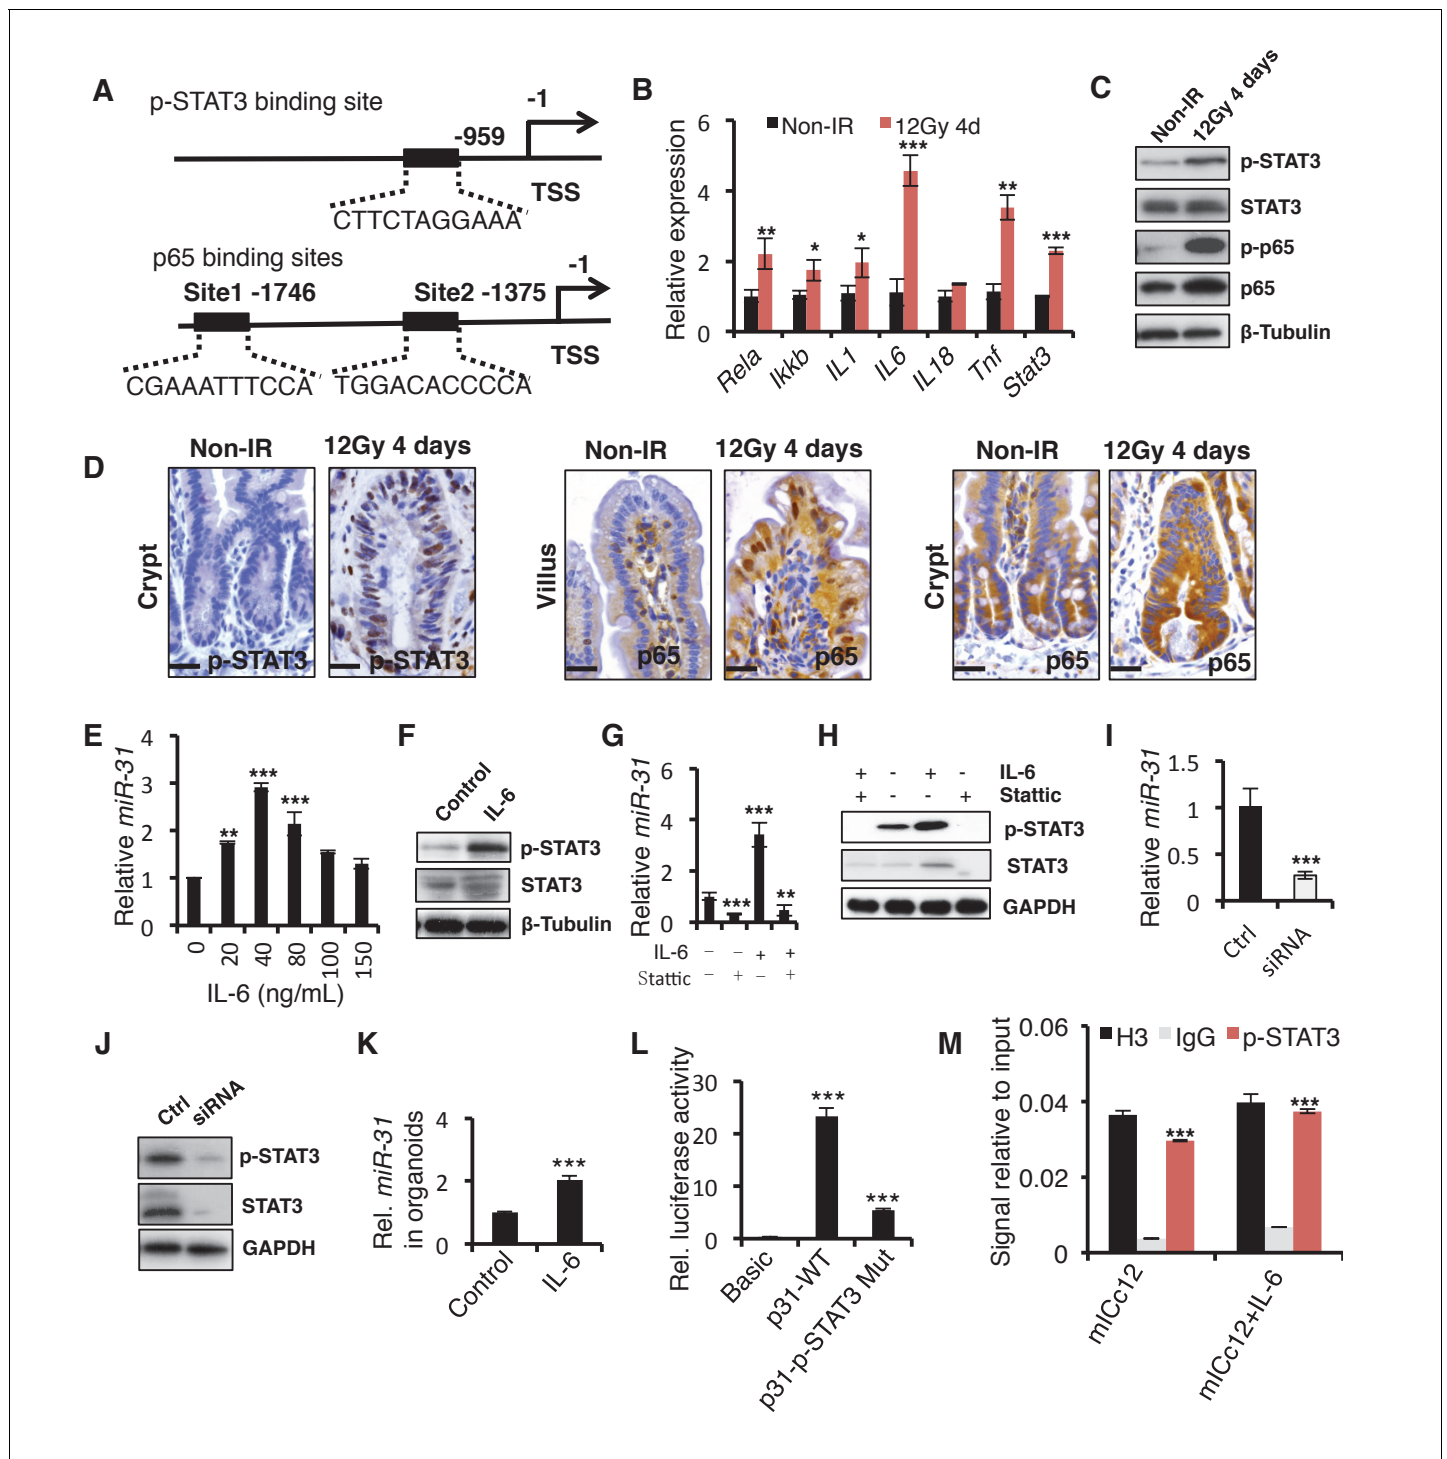 A
p-STAT3 binding site
-1
-959
TSS
CTTCTAGGAAA
p65 binding sites
-1
Site1 -1746
Site2 -1375
TSS
CGAAATTTCCA
TGGACACCCCA
B
Relative expression
6
4
2
0
Non-IR
12Gy 4d
**
*
*
***
**
***
Rela
Ikkb
IL1
IL6
IL18
Tnf
Stat3
C
Non-IR
12Gy 4 days
p-STAT3
STAT3
p-p65
p65
β-Tubulin
D
Non-IR
12Gy 4 days
Crypt
p-STAT3
p-STAT3
Non-IR
12Gy 4 days
Villus
p65
p65
Non-IR
12Gy 4 days
Crypt
p65
p65
E
Relative miR-31
4
3
2
1
0
**
***
***
0
20
40
80
100
150
IL-6 (ng/mL)
F
Control
IL-6
p-STAT3
STAT3
β-Tubulin
G
Relative miR-31
6
4
2
0
***
***
**
IL-6 – – + +
Stattic – + – +
H
+ - + - IL-6
+ - - + Stattic
p-STAT3
STAT3
GAPDH
I
Relative miR-31
1.5
1
0.5
0
***
Ctrl
siRNA
J
Ctrl
siRNA
p-STAT3
STAT3
GAPDH
K
Rel. miR-31
in organoids
4
2
0
***
Control
IL-6
L
Rel. luciferase activity
30
20
10
0
***
***
Basic
p31-WT
p31-p-STAT3 Mut
M
Signal relative to input
0.06
0.04
0.02
0
H3
IgG
p-STAT3
***
***
mICc12
mICc12+IL-6